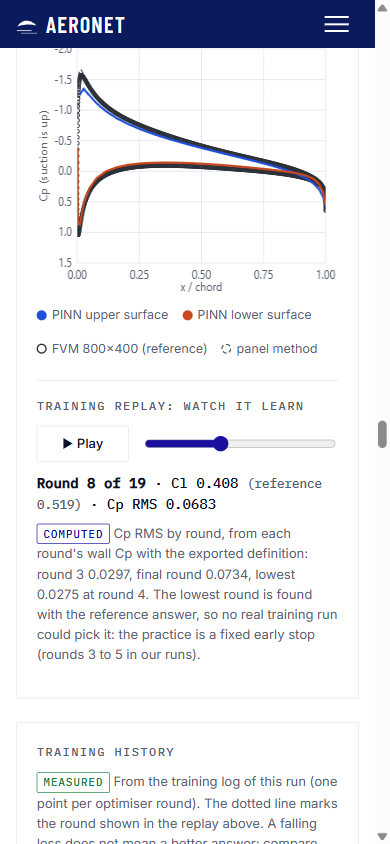 AERONET
-2.0
-1.5
-1.0
-0.5
0.0
0.5
1.0
1.5
Cp (suction is up)
0.00 0.25 0.50 0.75 1.00
x / chord
PINN upper surface PINN lower surface
FVM 800×400 (reference) panel method
TRAINING REPLAY: WATCH IT LEARN
▶ Play
Round 8 of 19 · Cl 0.408 (reference
0.519) · Cp RMS 0.0683
COMPUTED Cp RMS by round, from each
round's wall Cp with the exported definition:
round 3 0.0297, final round 0.0734, lowest
0.0275 at round 4. The lowest round is found
with the reference answer, so no real training run
could pick it: the practice is a fixed early stop
(rounds 3 to 5 in our runs).
TRAINING HISTORY
MEASURED From the training log of this run (one
point per optimiser round). The dotted line marks
the round shown in the replay above. A falling
loss does not mean a better answer: compare